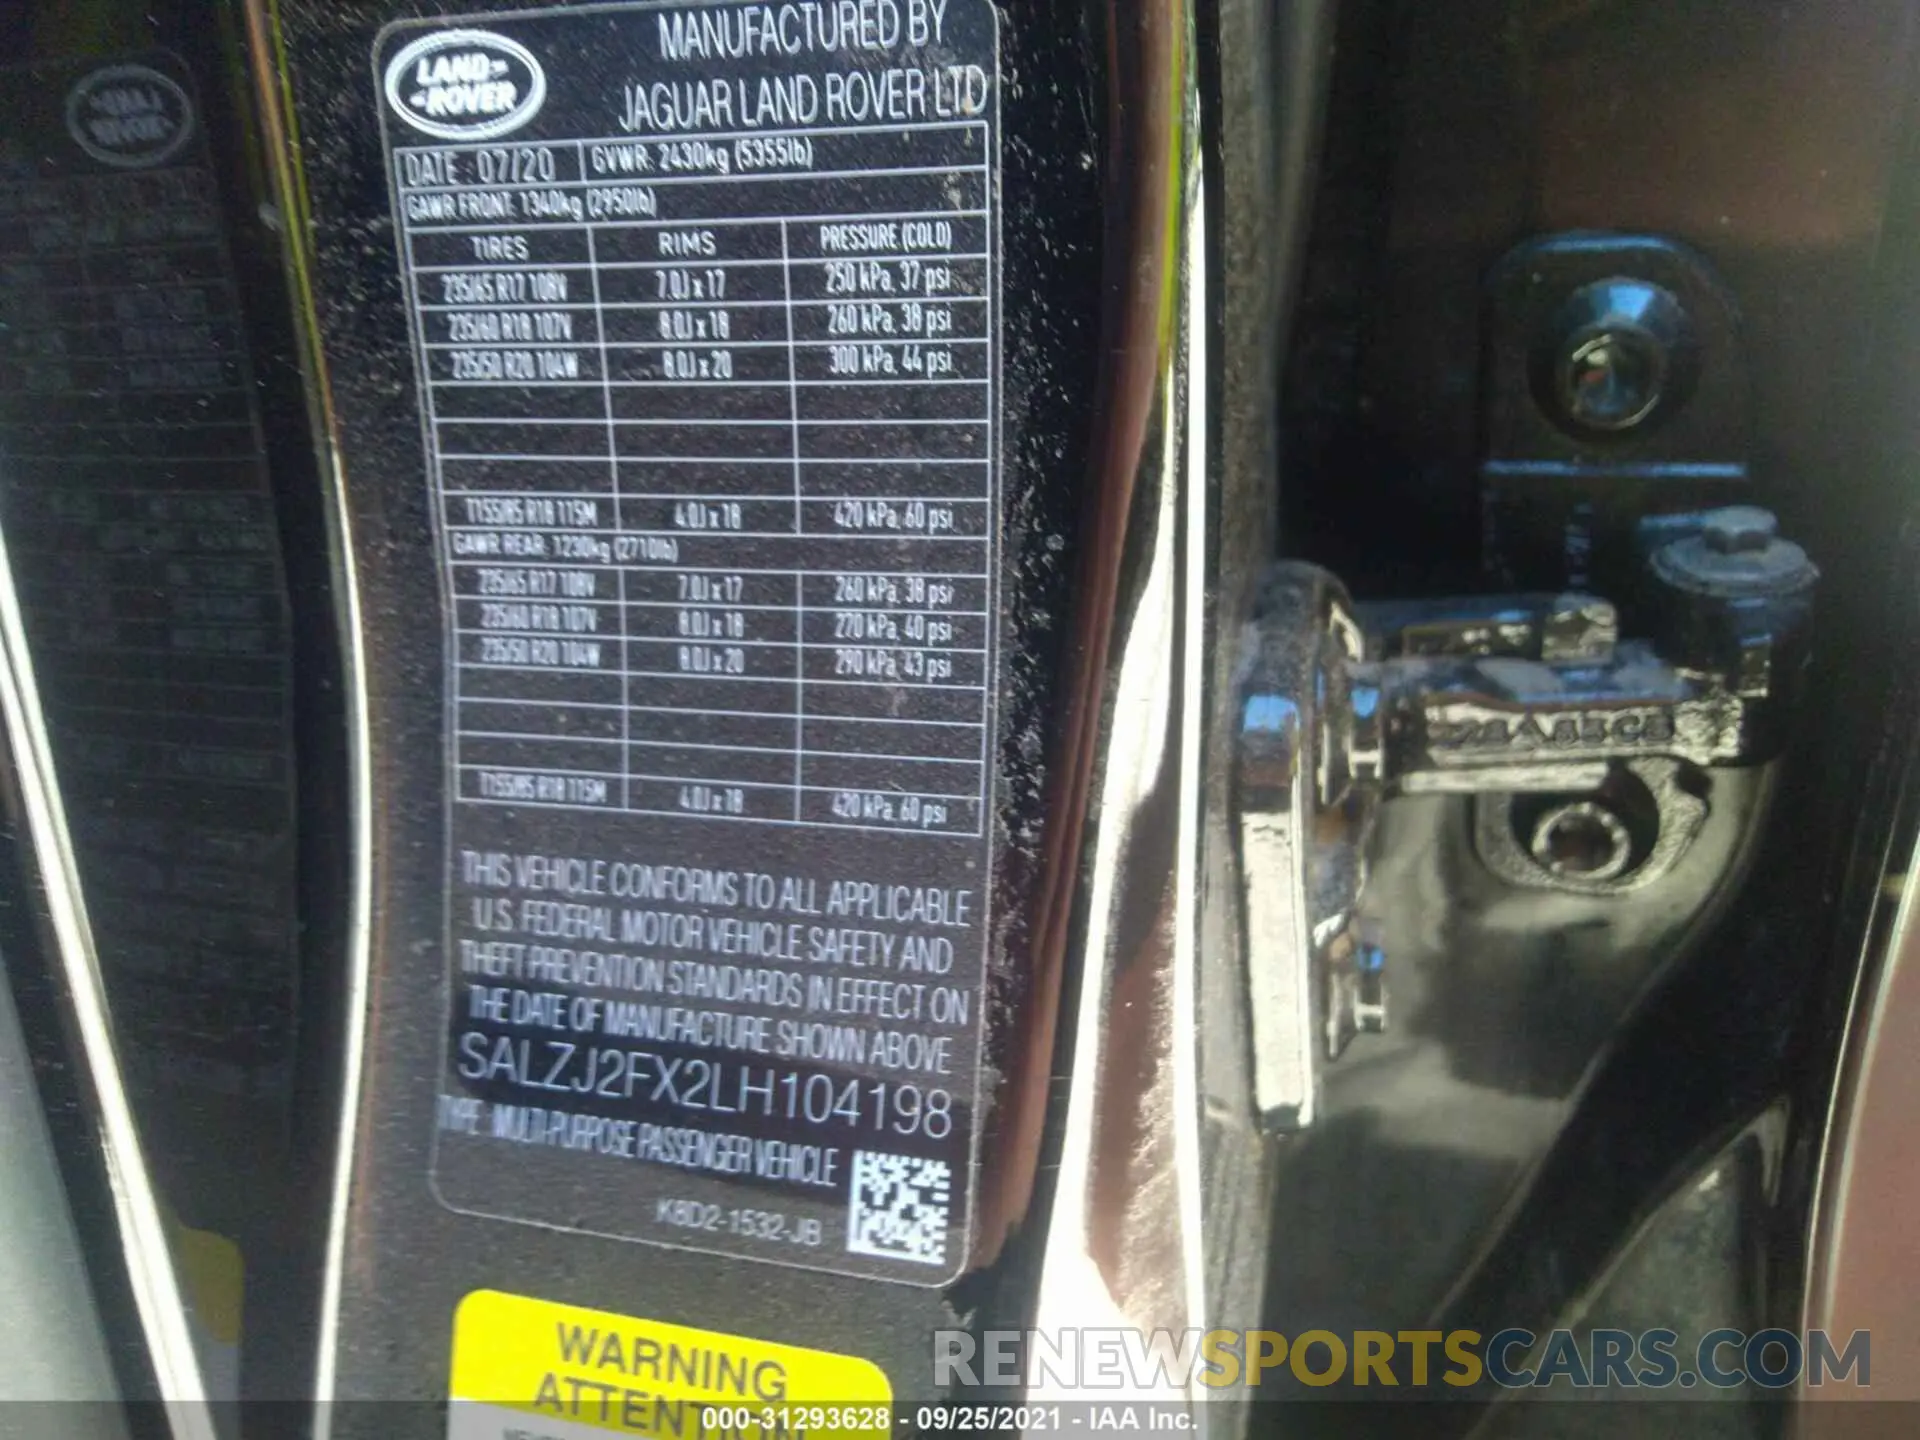 LAND-
-ROVER
MANUFACTURED BY
JAGUAR LAND ROVER LTD
DATE : 07/20 GVWR: 2430kg (5355lb)
GAWR FRONT: 1340kg (2950lb)
TIRES RIMS PRESSURE (COLD)
235/65 R17 108V 7.0J x 17 250 kPa, 37 psi
235/60 R18 107V 8.0J x 18 260 kPa, 38 psi
235/50 R20 104W 8.0J x 20 300 kPa, 44 psi
T155/85 R18 115M 4.0J x 18 420 kPa, 60 psi
GAWR REAR: 1230kg (2710lb)
235/65 R17 108V 7.0J x 17 260 kPa, 38 psi
235/60 R18 107V 8.0J x 18 270 kPa, 40 psi
235/50 R20 104W 8.0J x 20 290 kPa, 43 psi
T155/85 R18 115M 4.0J x 18 420 kPa, 60 psi
THIS VEHICLE CONFORMS TO ALL APPLICABLE
U.S. FEDERAL MOTOR VEHICLE SAFETY AND
THEFT PREVENTION STANDARDS IN EFFECT ON
THE DATE OF MANUFACTURE SHOWN ABOVE
SALZJ2FX2LH104198
TYPE : MULTI-PURPOSE PASSENGER VEHICLE
K8D2-1532-JB
WARNING
ATTENTION
RENEWSPORTSCARS.COM
000-31293628 - 09/25/2021 - IAA Inc.